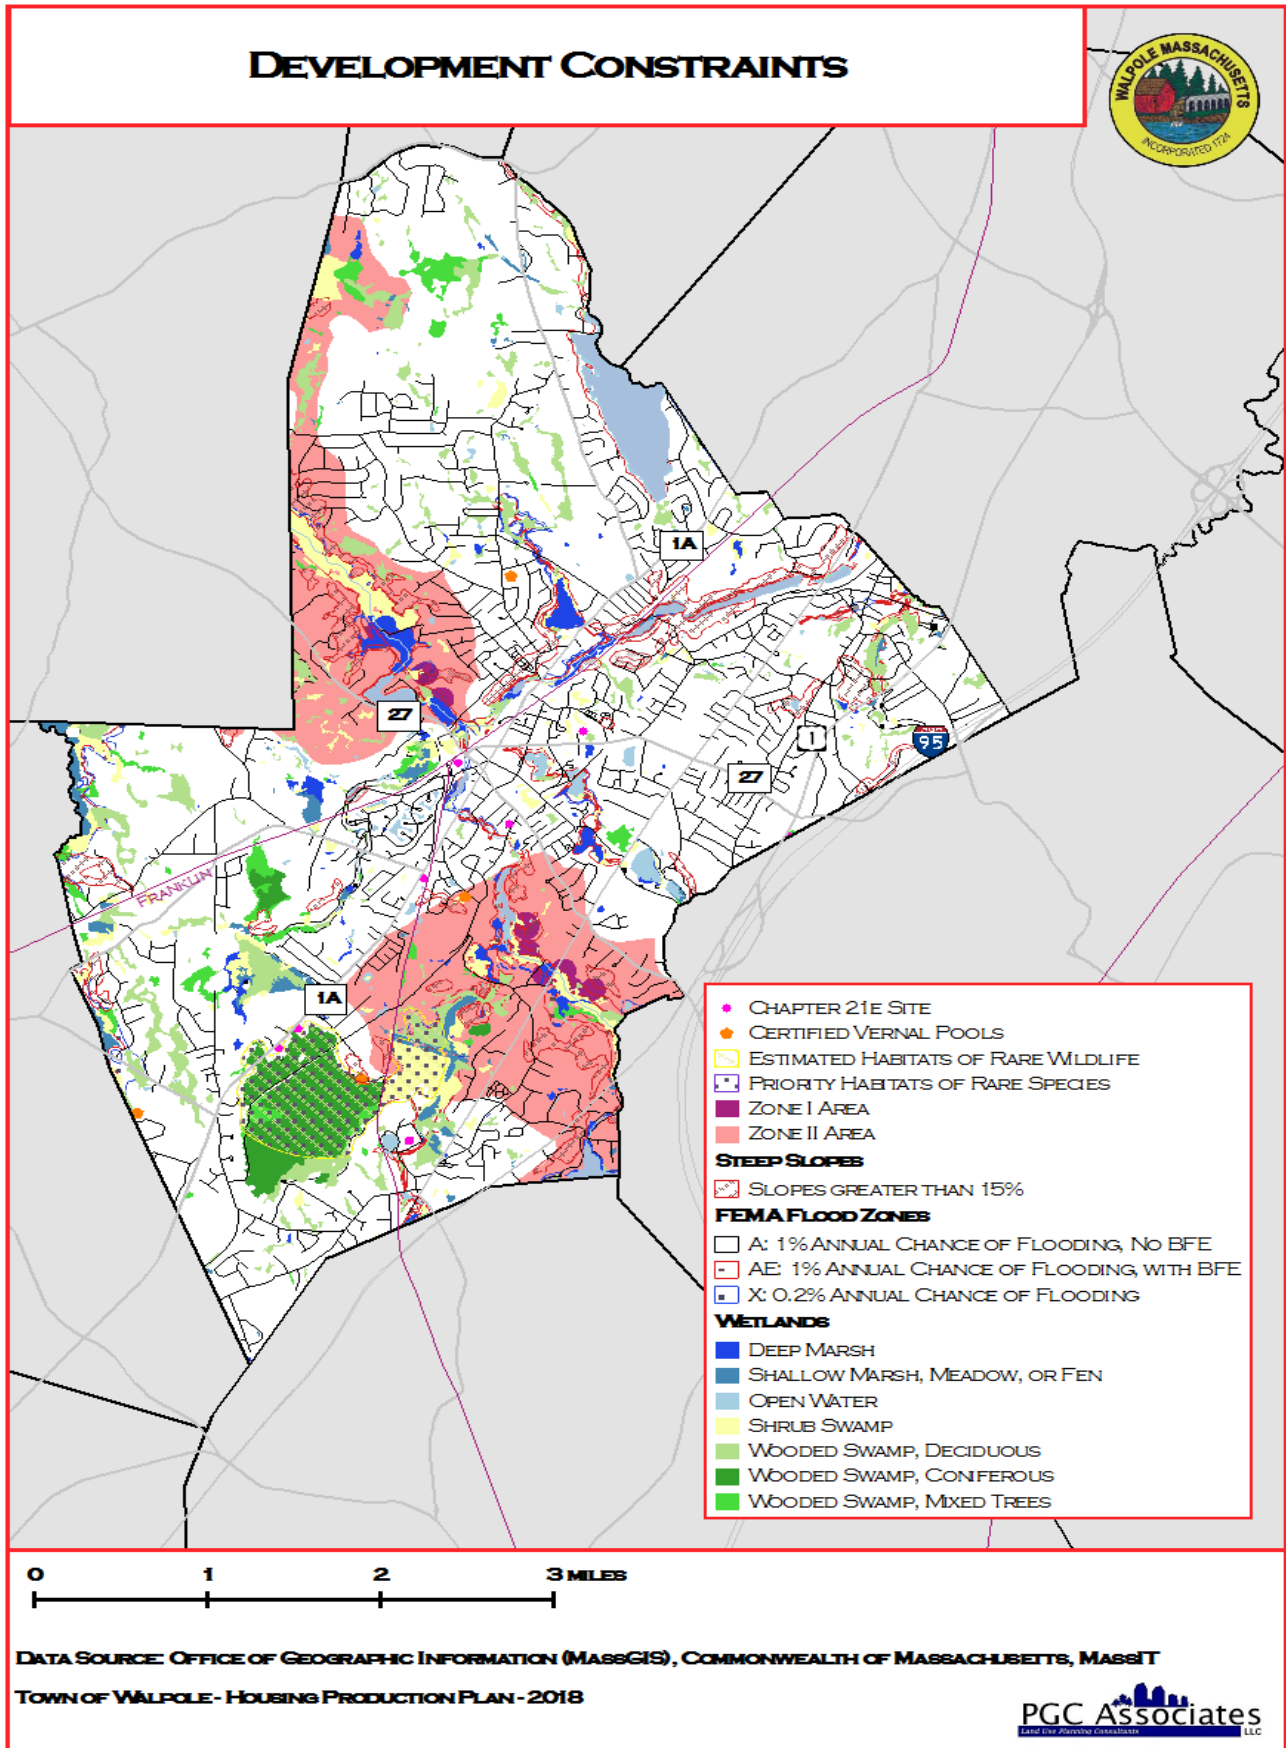 DEVELOPMENT CONSTRAINTS
WALPOLE MASSACHUSETTS
INCORPORATED 1724
1A
27
1
95
27
FRANKLIN
1A
CHAPTER 21E SITE
CERTIFIED VERNAL POOLS
ESTIMATED HABITATS OF RARE WILDLIFE
PRIORITY HABITATS OF RARE SPECIES
ZONE I AREA
ZONE II AREA
STEEP SLOPES
SLOPES GREATER THAN 15%
FEMA FLOOD ZONES
A: 1% ANNUAL CHANCE OF FLOODING, NO BFE
AE: 1% ANNUAL CHANCE OF FLOODING, WITH BFE
X: 0.2% ANNUAL CHANCE OF FLOODING
WETLANDS
DEEP MARSH
SHALLOW MARSH, MEADOW, OR FEN
OPEN WATER
SHRUB SWAMP
WOODED SWAMP, DECIDUOUS
WOODED SWAMP, CONIFEROUS
WOODED SWAMP, MIXED TREES
0 1 2 3 MILES
DATA SOURCE: OFFICE OF GEOGRAPHIC INFORMATION (MASSGIS), COMMONWEALTH OF MASSACHUSETTS, MASSIT
TOWN OF WALPOLE - HOUSING PRODUCTION PLAN - 2018
PGC Associates
Land Use Planning Consultants LLC